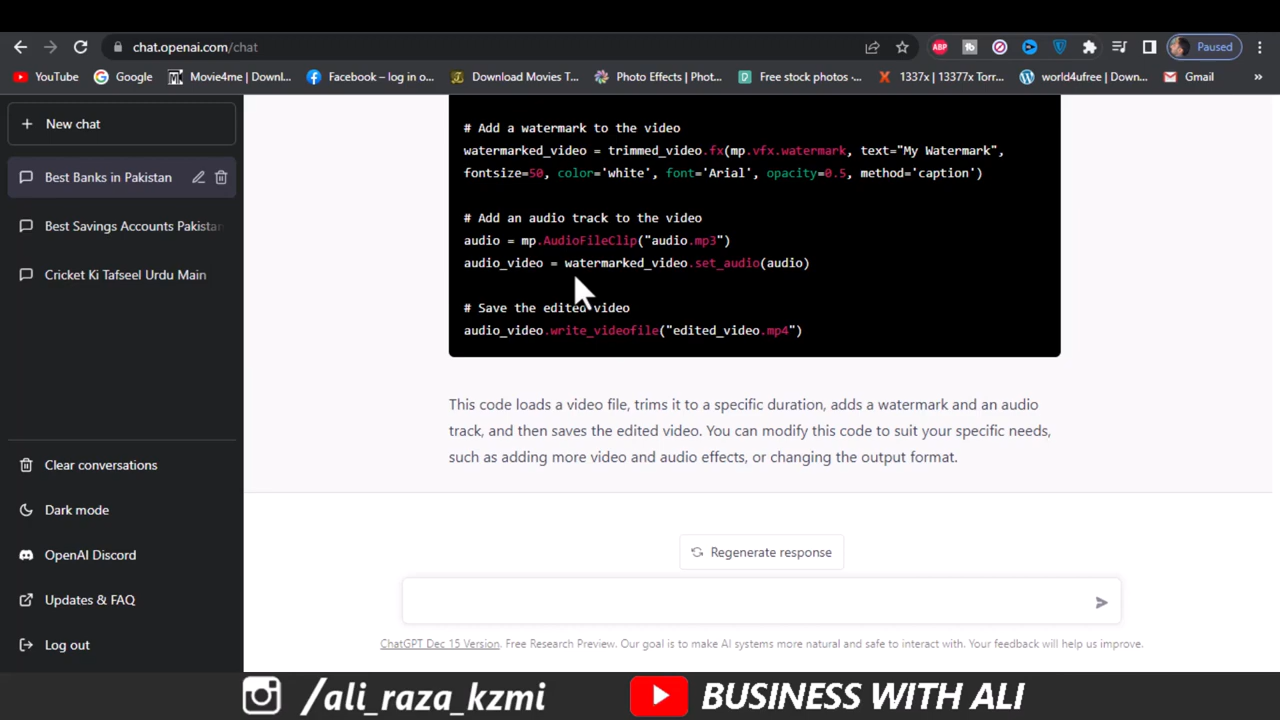 chat.openai.com/chat
ABP
Paused
YouTube
Google
Movie4me | Downl...
Facebook – log in o...
Download Movies T...
Photo Effects | Phot...
Free stock photos -...
1337x | 13377x Torr...
world4ufree | Down...
Gmail
»
+ New chat
Best Banks in Pakistan
Best Savings Accounts Pakistan
Cricket Ki Tafseel Urdu Main
Clear conversations
Dark mode
OpenAI Discord
Updates & FAQ
Log out
# Add a watermark to the video
watermarked_video = trimmed_video.fx(mp.vfx.watermark, text="My Watermark",
fontsize=50, color='white', font='Arial', opacity=0.5, method='caption')
# Add an audio track to the video
audio = mp.AudioFileClip("audio.mp3")
audio_video = watermarked_video.set_audio(audio)
# Save the edited video
audio_video.write_videofile("edited_video.mp4")
This code loads a video file, trims it to a specific duration, adds a watermark and an audio
track, and then saves the edited video. You can modify this code to suit your specific needs,
such as adding more video and audio effects, or changing the output format.
Regenerate response
ChatGPT Dec 15 Version. Free Research Preview. Our goal is to make AI systems more natural and safe to interact with. Your feedback will help us improve.
/ali_raza_kzmi
BUSINESS WITH ALI